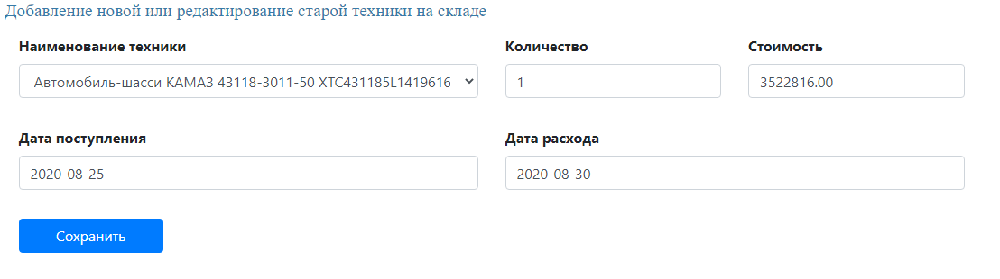 Добавление новой или редактирование старой техники на складе
Наименование техники Количество Стоимость
Автомобиль-шасси КАМАЗ 43118-3011-50 XTC431185L1419616 1 3522816.00
Дата поступления Дата расхода
2020-08-25 2020-08-30
Сохранить